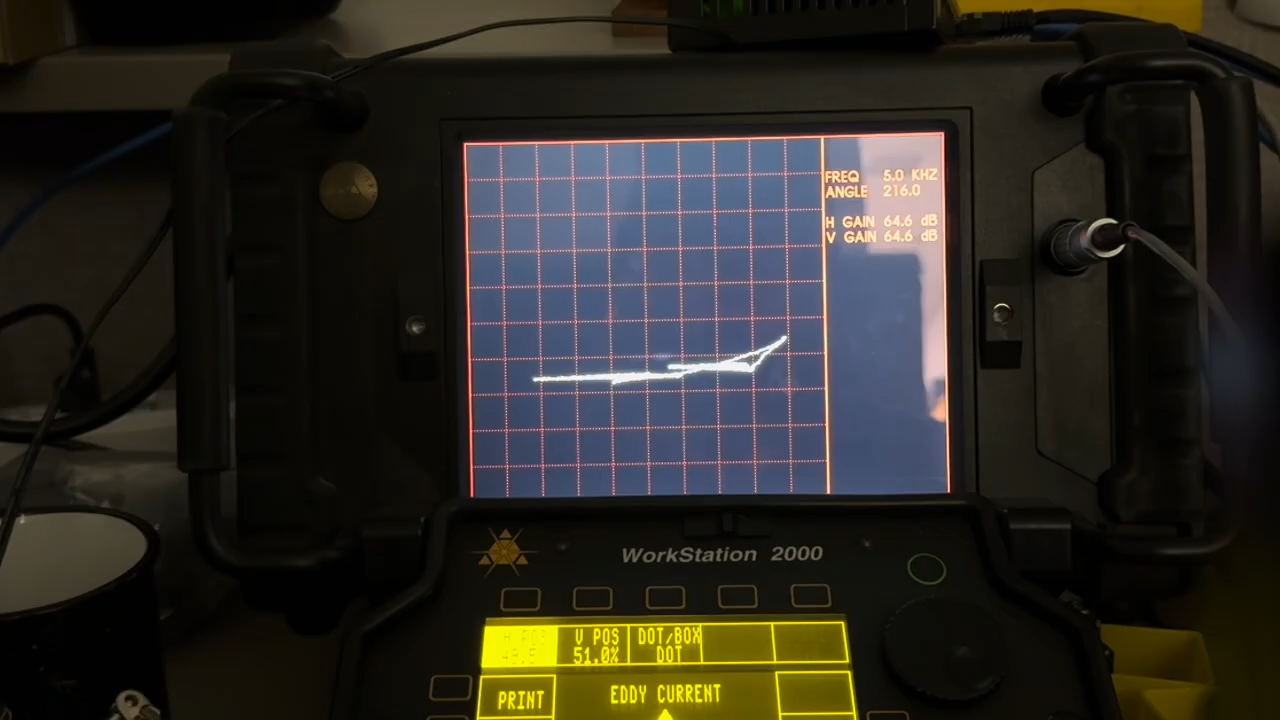 FREQ 5.0 KHZ
ANGLE 216.0
H GAIN 64.6 dB
V GAIN 64.6 dB
WorkStation 2000
H POS V POS DOT/BOX
51.0% DOT
PRINT EDDY CURRENT